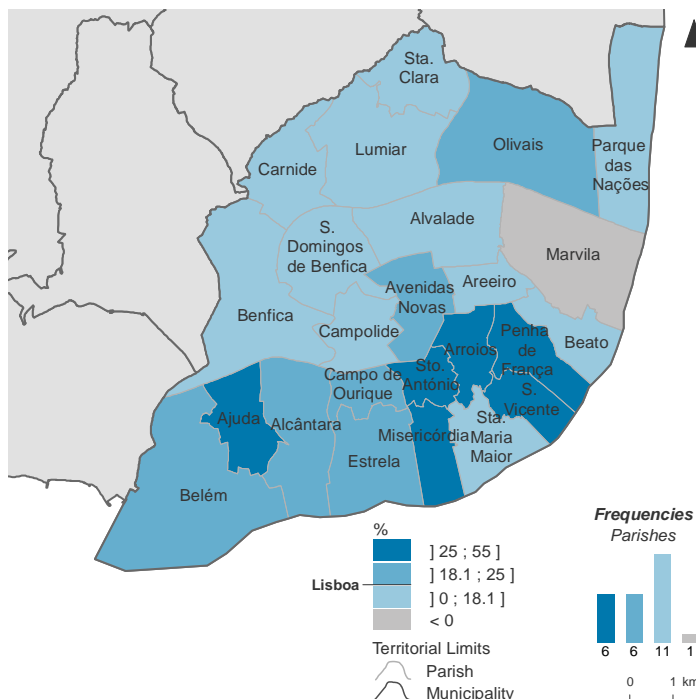 Sta.
Clara
Lumiar
Olivais
Parque
das
Nações
Carnide
Alvalade
S.
Domingos
de Benfica
Marvila
Avenidas
Novas
Areeiro
Benfica
Campolide
Beato
Arroios
Penha
de
França
Sto.
António
Campo de
Ourique
S.
Vicente
Ajuda
Alcântara
Misericórdia
Sta.
Maria
Maior
Estrela
Belém
%
] 25 ; 55 ]
] 18.1 ; 25 ]
Lisboa
] 0 ; 18.1 ]
< 0
Territorial Limits
Parish
Municipality
Frequencies
Parishes
6 6 11 1
0 1 km